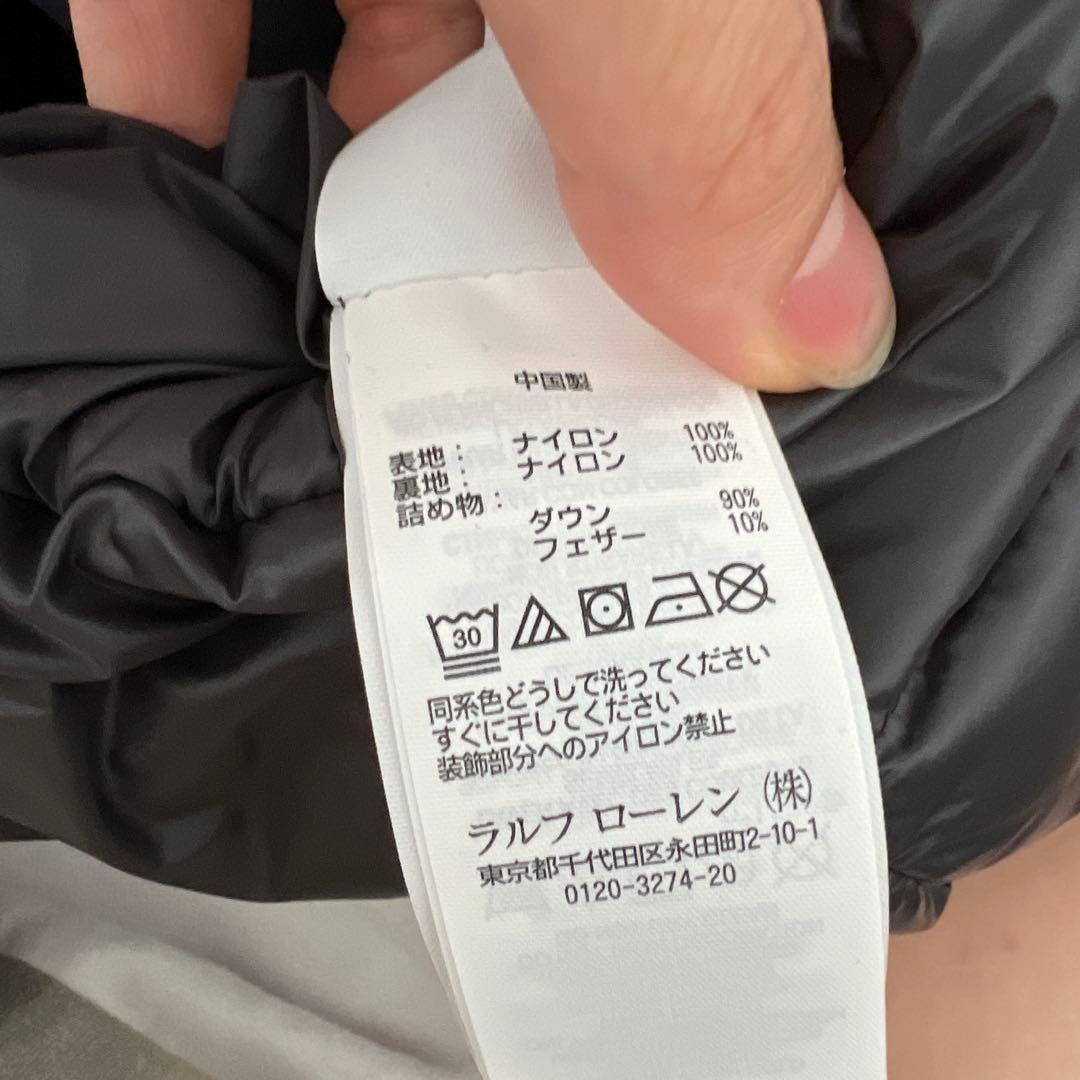 中国製
表地： ナイロン 100%
裏地： ナイロン 100%
詰め物：
ダウン 90%
フェザー 10%
30
同系色どうしで洗ってください
すぐに干してください
装飾部分へのアイロン禁止
ラルフ ローレン (株)
東京都千代田区永田町2-10-1
0120-3274-20